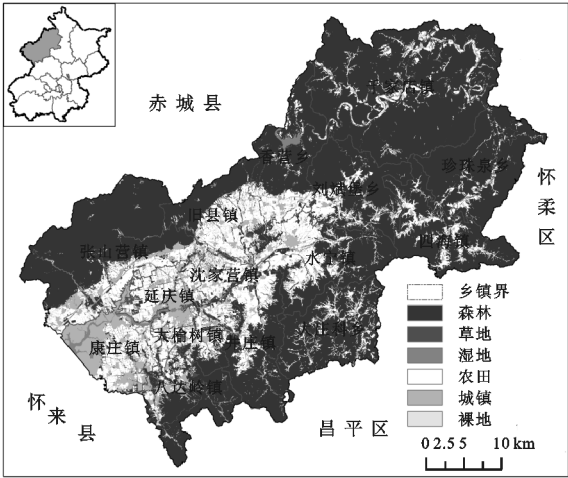 赤城县
千家店镇
香营乡
珍珠泉乡
怀柔区
刘斌堡乡
旧县镇
四海镇
张山营镇
永宁镇
沈家营镇
延庆镇
大庄科乡
大榆树镇
井庄镇
康庄镇
八达岭镇
怀来县
昌平区
乡镇界
森林
草地
湿地
农田
城镇
裸地
0 2.5 5 10 km